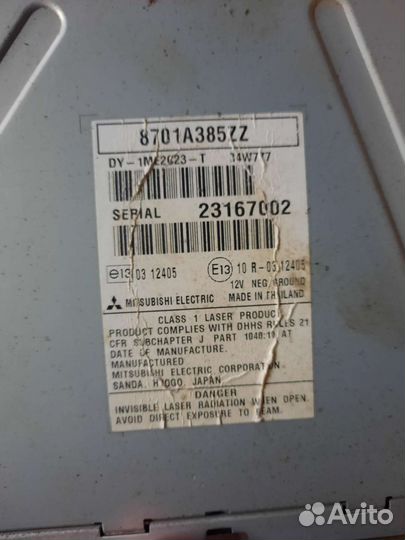 8701A385ZZ
DY-1ME2G23-T 34W777
SERIAL 23167002
e13 03 12405 E13 10 R-03 12405
12V NEG. GROUND
MITSUBISHI ELECTRIC MADE IN THAILAND
CLASS 1 LASER PRODUCT
PRODUCT COMPLIES WITH DHHS RULES 21
CFR SUBCHAPTER J PART 1040.10 AT
DATE OF MANUFACTURE.
MANUFACTURED
MITSUBISHI ELECTRIC CORPORATION
SANDA, HYOGO JAPAN
DANGER
INVISIBLE LASER RADIATION WHEN OPEN.
AVOID DIRECT EXPOSURE TO BEAM.
Avito